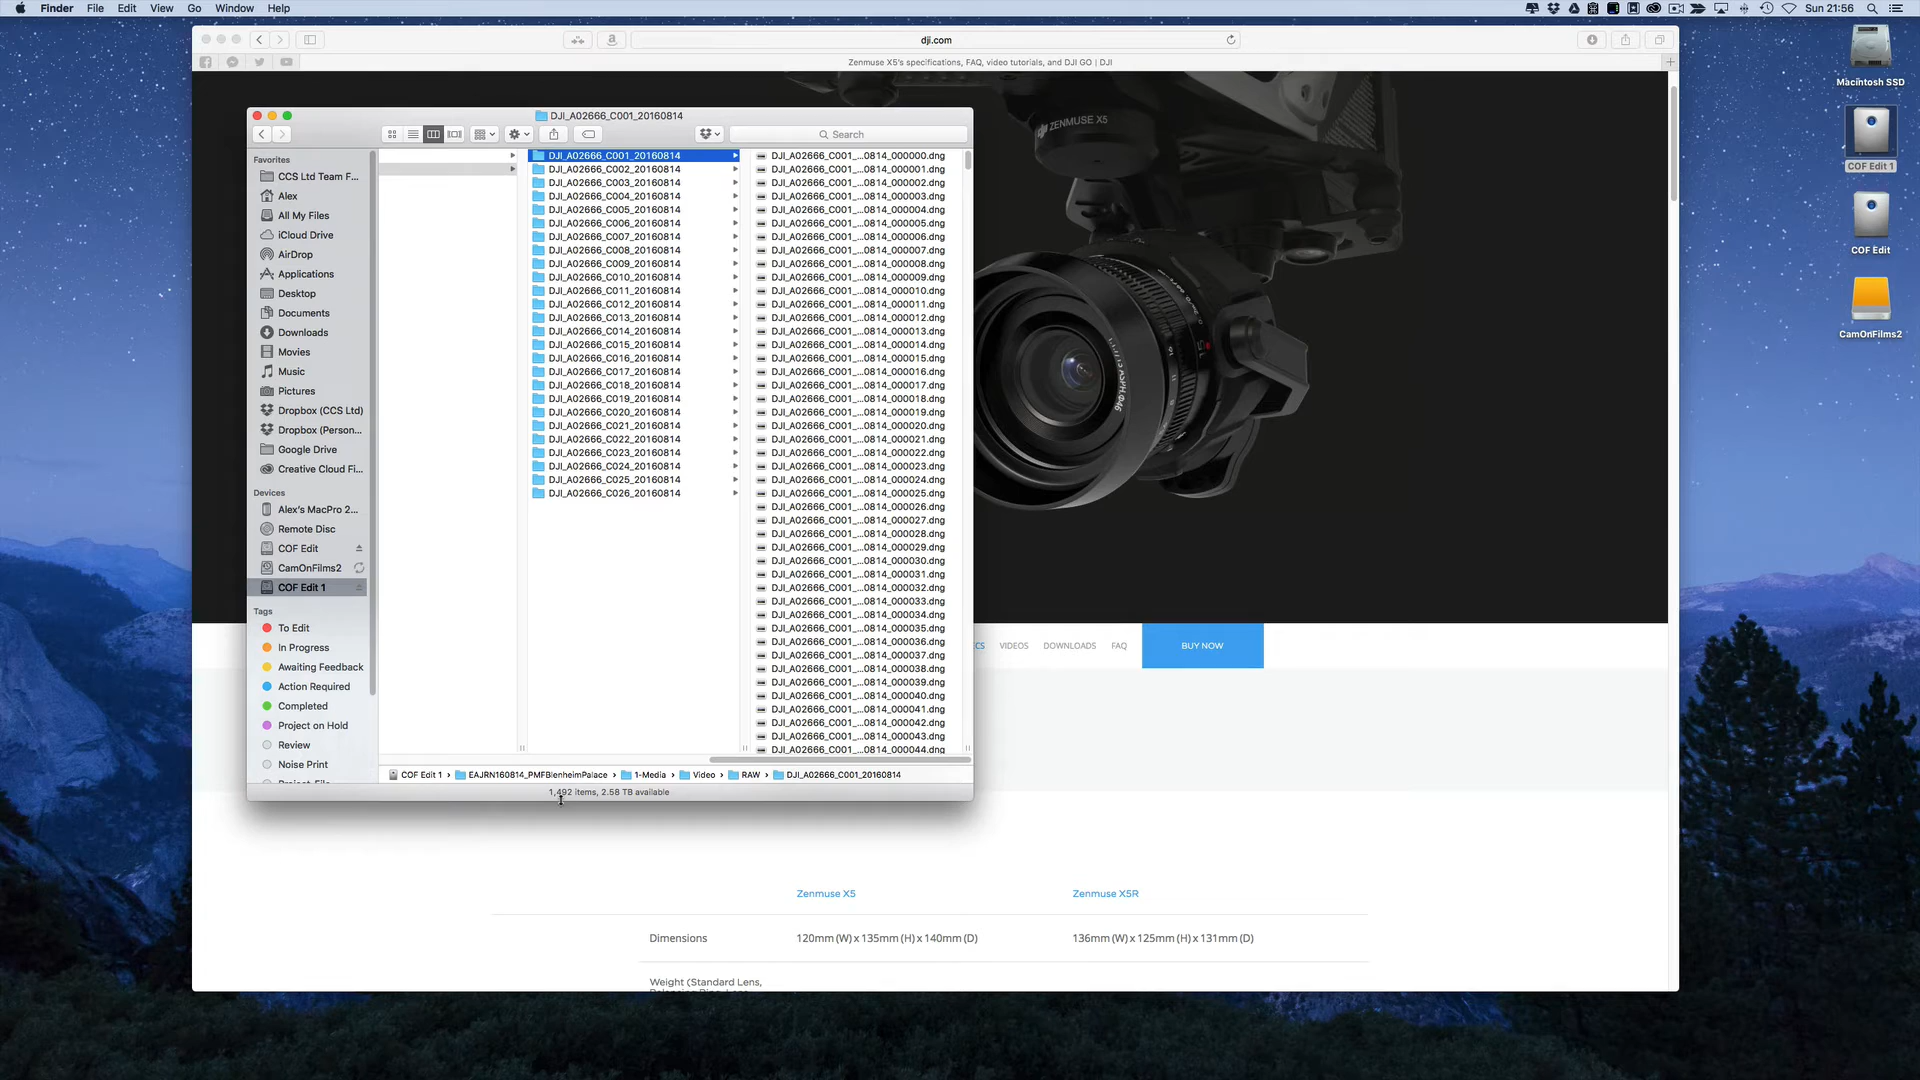 Finder File Edit View Go Window Help Sun 21:56
dji.com
Zenmuse X5's specifications, FAQ, video tutorials, and DJI GO | DJI
Macintosh SSD
COF Edit 1
COF Edit
CamOnFilms2
ZENMUSE X5
DJI_A02666_C001_20160814
Search
Favorites
CCS Ltd Team F...
Alex
All My Files
iCloud Drive
AirDrop
Applications
Desktop
Documents
Downloads
Movies
Music
Pictures
Dropbox (CCS Ltd)
Dropbox (Person...
Google Drive
Creative Cloud Fi...
Devices
Alex's MacPro 2...
Remote Disc
COF Edit
CamOnFilms2
COF Edit 1
Tags
To Edit
In Progress
Awaiting Feedback
Action Required
Completed
Project on Hold
Review
Noise Print
DJI_A02666_C001_20160814
DJI_A02666_C002_20160814
DJI_A02666_C003_20160814
DJI_A02666_C004_20160814
DJI_A02666_C005_20160814
DJI_A02666_C006_20160814
DJI_A02666_C007_20160814
DJI_A02666_C008_20160814
DJI_A02666_C009_20160814
DJI_A02666_C010_20160814
DJI_A02666_C011_20160814
DJI_A02666_C012_20160814
DJI_A02666_C013_20160814
DJI_A02666_C014_20160814
DJI_A02666_C015_20160814
DJI_A02666_C016_20160814
DJI_A02666_C017_20160814
DJI_A02666_C018_20160814
DJI_A02666_C019_20160814
DJI_A02666_C020_20160814
DJI_A02666_C021_20160814
DJI_A02666_C022_20160814
DJI_A02666_C023_20160814
DJI_A02666_C024_20160814
DJI_A02666_C025_20160814
DJI_A02666_C026_20160814
DJI_A02666_C001_...0814_000000.dng
DJI_A02666_C001_...0814_000001.dng
DJI_A02666_C001_...0814_000002.dng
DJI_A02666_C001_...0814_000003.dng
DJI_A02666_C001_...0814_000004.dng
DJI_A02666_C001_...0814_000005.dng
DJI_A02666_C001_...0814_000006.dng
DJI_A02666_C001_...0814_000007.dng
DJI_A02666_C001_...0814_000008.dng
DJI_A02666_C001_...0814_000009.dng
DJI_A02666_C001_...0814_000010.dng
DJI_A02666_C001_...0814_000011.dng
DJI_A02666_C001_...0814_000012.dng
DJI_A02666_C001_...0814_000013.dng
DJI_A02666_C001_...0814_000014.dng
DJI_A02666_C001_...0814_000015.dng
DJI_A02666_C001_...0814_000016.dng
DJI_A02666_C001_...0814_000017.dng
DJI_A02666_C001_...0814_000018.dng
DJI_A02666_C001_...0814_000019.dng
DJI_A02666_C001_...0814_000020.dng
DJI_A02666_C001_...0814_000021.dng
DJI_A02666_C001_...0814_000022.dng
DJI_A02666_C001_...0814_000023.dng
DJI_A02666_C001_...0814_000024.dng
DJI_A02666_C001_...0814_000025.dng
DJI_A02666_C001_...0814_000026.dng
DJI_A02666_C001_...0814_000027.dng
DJI_A02666_C001_...0814_000028.dng
DJI_A02666_C001_...0814_000029.dng
DJI_A02666_C001_...0814_000030.dng
DJI_A02666_C001_...0814_000031.dng
DJI_A02666_C001_...0814_000032.dng
DJI_A02666_C001_...0814_000033.dng
DJI_A02666_C001_...0814_000034.dng
DJI_A02666_C001_...0814_000035.dng
DJI_A02666_C001_...0814_000036.dng
DJI_A02666_C001_...0814_000037.dng
DJI_A02666_C001_...0814_000038.dng
DJI_A02666_C001_...0814_000039.dng
DJI_A02666_C001_...0814_000040.dng
DJI_A02666_C001_...0814_000041.dng
DJI_A02666_C001_...0814_000042.dng
DJI_A02666_C001_...0814_000043.dng
DJI_A02666_C001_...0814_000044.dng
COF Edit 1 › EAJRN160814_PMFBlenheimPalace › 1-Media › Video › RAW › DJI_A02666_C001_20160814
1,492 items, 2.58 TB available
CS VIDEOS DOWNLOADS FAQ BUY NOW
Zenmuse X5 Zenmuse X5R
Dimensions 120mm (W) x 135mm (H) x 140mm (D) 136mm (W) x 125mm (H) x 131mm (D)
Weight (Standard Lens,